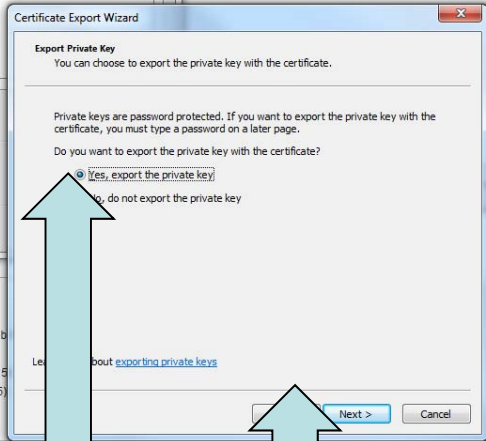 Certificate Export Wizard
Export Private Key
You can choose to export the private key with the certificate.
Private keys are password protected. If you want to export the private key with the
certificate, you must type a password on a later page.
Do you want to export the private key with the certificate?
Yes, export the private key
do not export the private key
exporting private keys
Next >
Cancel